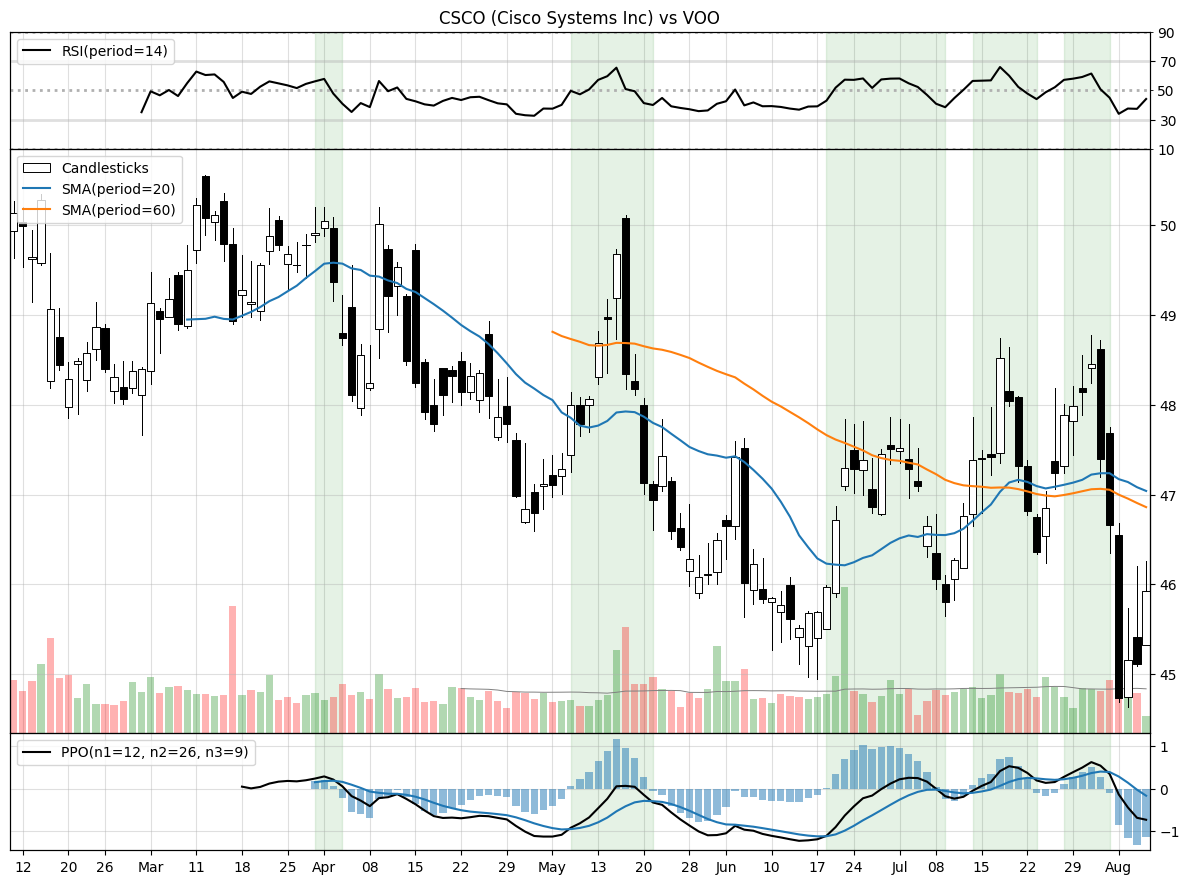 CSCO (Cisco Systems Inc) vs VOO
RSI(period=14)
90
70
50
30
10
Candlesticks
SMA(period=20)
SMA(period=60)
50
49
48
47
46
45
PPO(n1=12, n2=26, n3=9)
1
0
−1
12 20 26 Mar 11 18 25 Apr 08 15 22 29 May 13 20 28 Jun 10 17 24 Jul 08 15 22 29 Aug